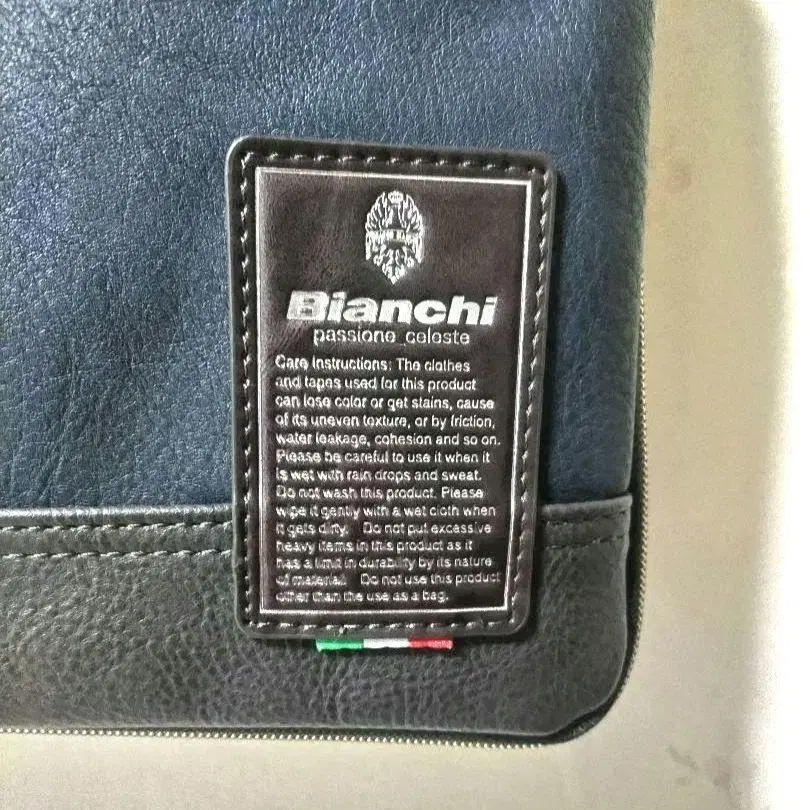 Bianchi
passione celeste
Care Instructions: The clothes
and tapes used for this product
can lose color or get stains, cause
of its uneven texture, or by friction,
water leakage, cohesion and so on.
Please be careful to use it when it
is wet with rain drops and sweat.
Do not wash this product. Please
wipe it gently with a wet cloth when
it gets dirty. Do not put excessive
heavy items in this product as it
has a limit in durability by its nature
of material. Do not use this product
other than the use as a bag.